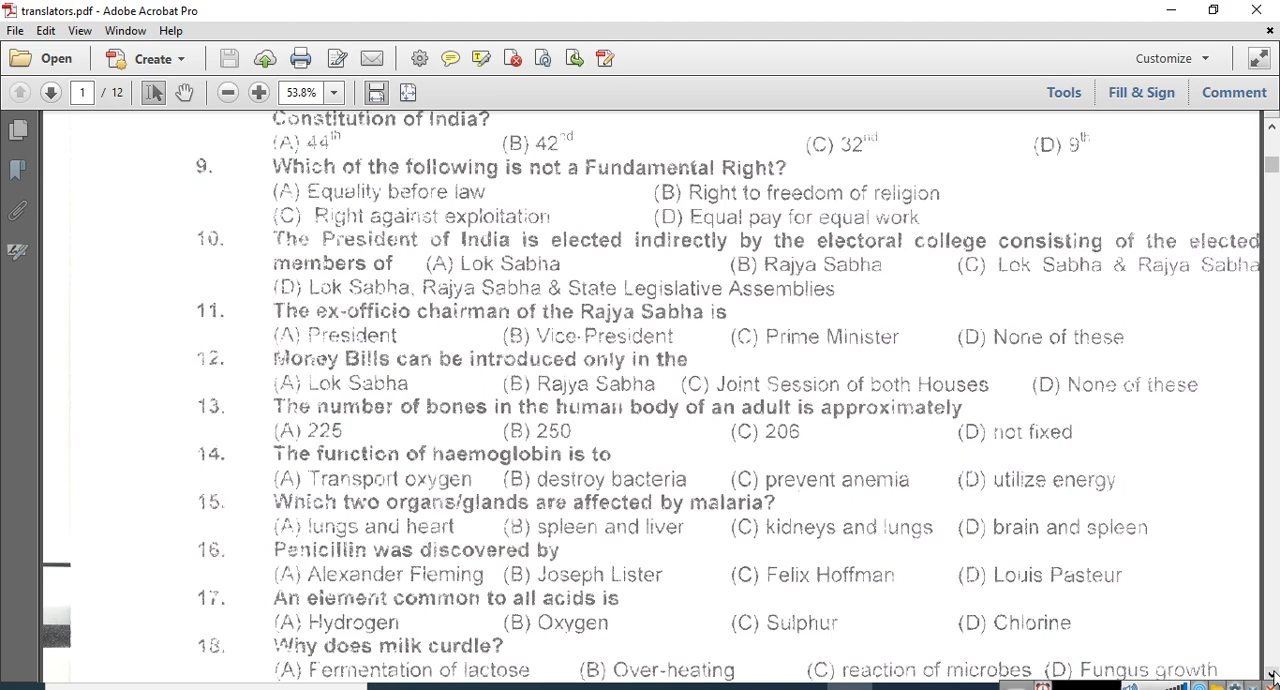 translators.pdf - Adobe Acrobat Pro
File Edit View Window Help
Open Create Customize
1 / 12 53.8% Tools Fill & Sign Comment
Constitution of India?
(A) 44th (B) 42nd (C) 32nd (D) 9th
9. Which of the following is not a Fundamental Right?
(A) Equality before law (B) Right to freedom of religion
(C) Right against exploitation (D) Equal pay for equal work
10. The President of India is elected indirectly by the electoral college consisting of the elected
members of (A) Lok Sabha (B) Rajya Sabha (C) Lok Sabha & Rajya Sabha
(D) Lok Sabha, Rajya Sabha & State Legislative Assemblies
11. The ex-officio chairman of the Rajya Sabha is
(A) President (B) Vice-President (C) Prime Minister (D) None of these
12. Money Bills can be introduced only in the
(A) Lok Sabha (B) Rajya Sabha (C) Joint Session of both Houses (D) None of these
13. The number of bones in the human body of an adult is approximately
(A) 225 (B) 250 (C) 206 (D) not fixed
14. The function of haemoglobin is to
(A) Transport oxygen (B) destroy bacteria (C) prevent anemia (D) utilize energy
15. Which two organs/glands are affected by malaria?
(A) lungs and heart (B) spleen and liver (C) kidneys and lungs (D) brain and spleen
16. Penicillin was discovered by
(A) Alexander Fleming (B) Joseph Lister (C) Felix Hoffman (D) Louis Pasteur
17. An element common to all acids is
(A) Hydrogen (B) Oxygen (C) Sulphur (D) Chlorine
18. Why does milk curdle?
(A) Fermentation of lactose (B) Over-heating (C) reaction of microbes (D) Fungus growth